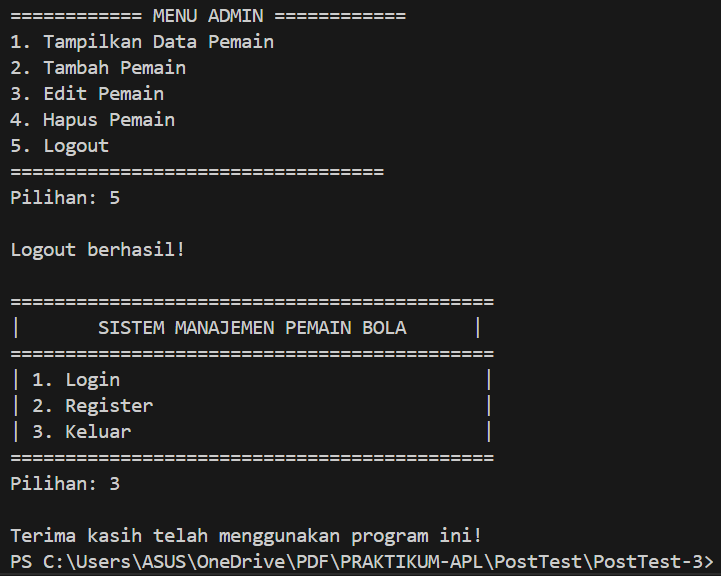 ============ MENU ADMIN ============
1. Tampilkan Data Pemain
2. Tambah Pemain
3. Edit Pemain
4. Hapus Pemain
5. Logout
==================================
Pilihan: 5

Logout berhasil!

============================================
|       SISTEM MANAJEMEN PEMAIN BOLA      |
============================================
| 1. Login                                 |
| 2. Register                              |
| 3. Keluar                                |
============================================
Pilihan: 3

Terima kasih telah menggunakan program ini!
PS C:\Users\ASUS\OneDrive\PDF\PRAKTIKUM-APL\PostTest\PostTest-3>